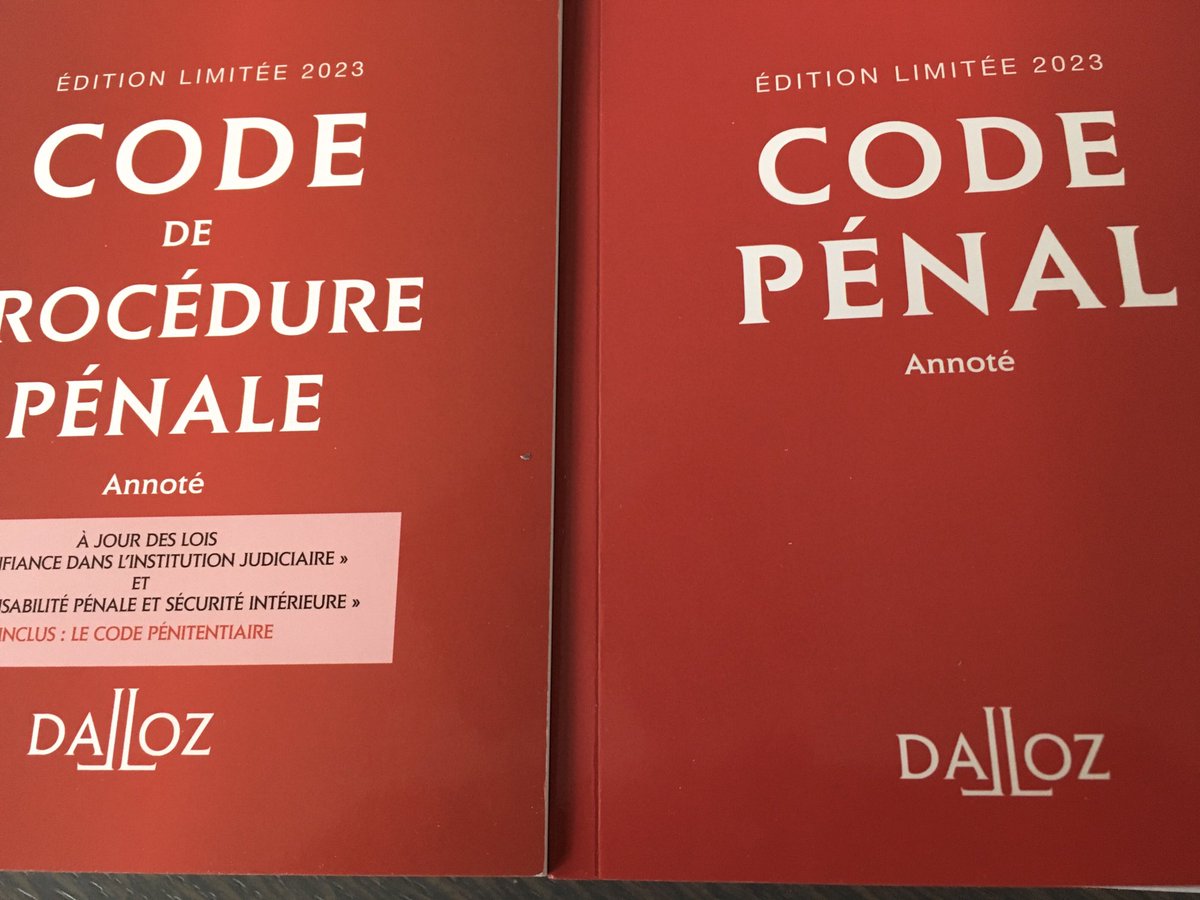 ÉDITION LIMITÉE 2023
CODE
DE
ROCÉDURE
PÉNALE
Annoté
À JOUR DES LOIS
FIANCE DANS L'INSTITUTION JUDICIAIRE »
ET
SABILITÉ PÉNALE ET SÉCURITÉ INTÉRIEURE »
INCLUS : LE CODE PÉNITENTIAIRE
DALLOZ
ÉDITION LIMITÉE 2023
CODE
PÉNAL
Annoté
DALLOZ